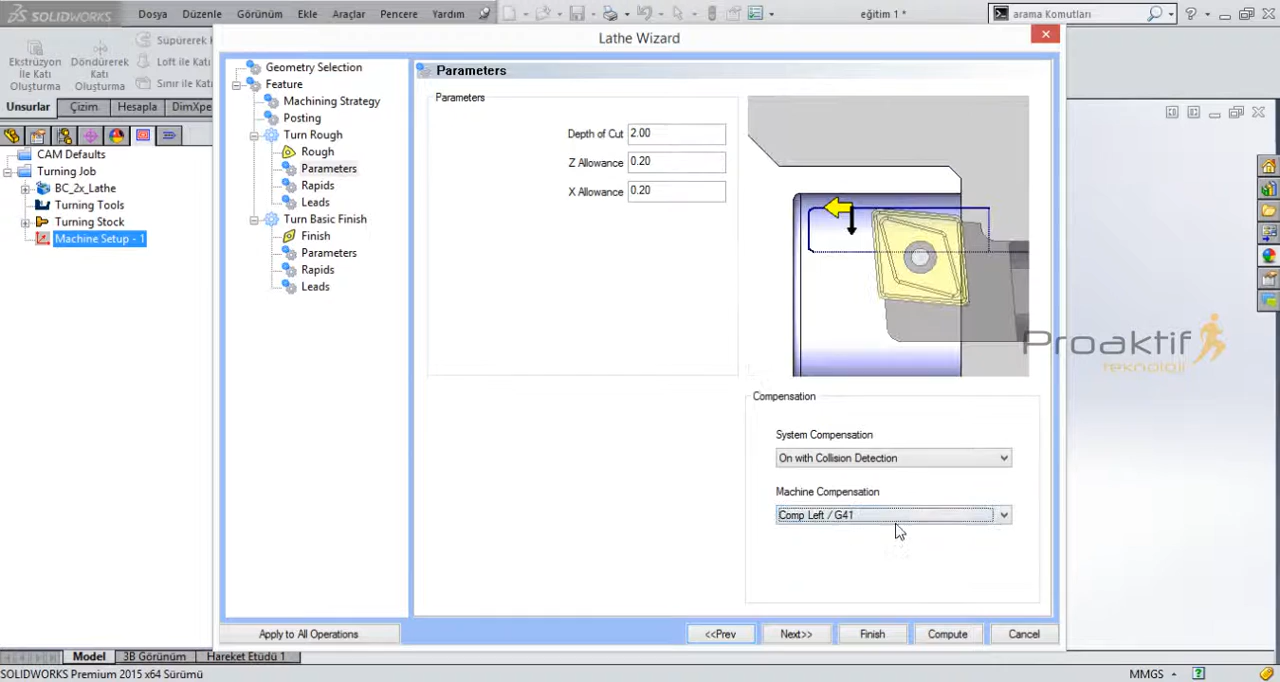 SOLIDWORKS
Dosya Düzenle Görünüm Ekle Araçlar Pencere Yardım
eğitim 1 *
arama Komutları
Ekstrüzyon İle Katı Oluşturma
Döndürerek Katı Oluşturma
Süpürerek
Loft ile Katı
Sınır ile Katı
Unsurlar Çizim Hesapla DimXpe
CAM Defaults
Turning Job
BC_2x_Lathe
Turning Tools
Turning Stock
Machine Setup - 1
Lathe Wizard
Geometry Selection
Feature
Machining Strategy
Posting
Turn Rough
Rough
Parameters
Rapids
Leads
Turn Basic Finish
Finish
Parameters
Rapids
Leads
Parameters
Parameters
Depth of Cut 2.00
Z Allowance 0.20
X Allowance 0.20
Proaktif
teknoloji
Compensation
System Compensation
On with Collision Detection
Machine Compensation
Comp Left / G41
Apply to All Operations
<<Prev Next>> Finish Compute Cancel
Model 3B Görünüm Hareket Etüdü 1
SOLIDWORKS Premium 2015 x64 Sürümü
MMGS